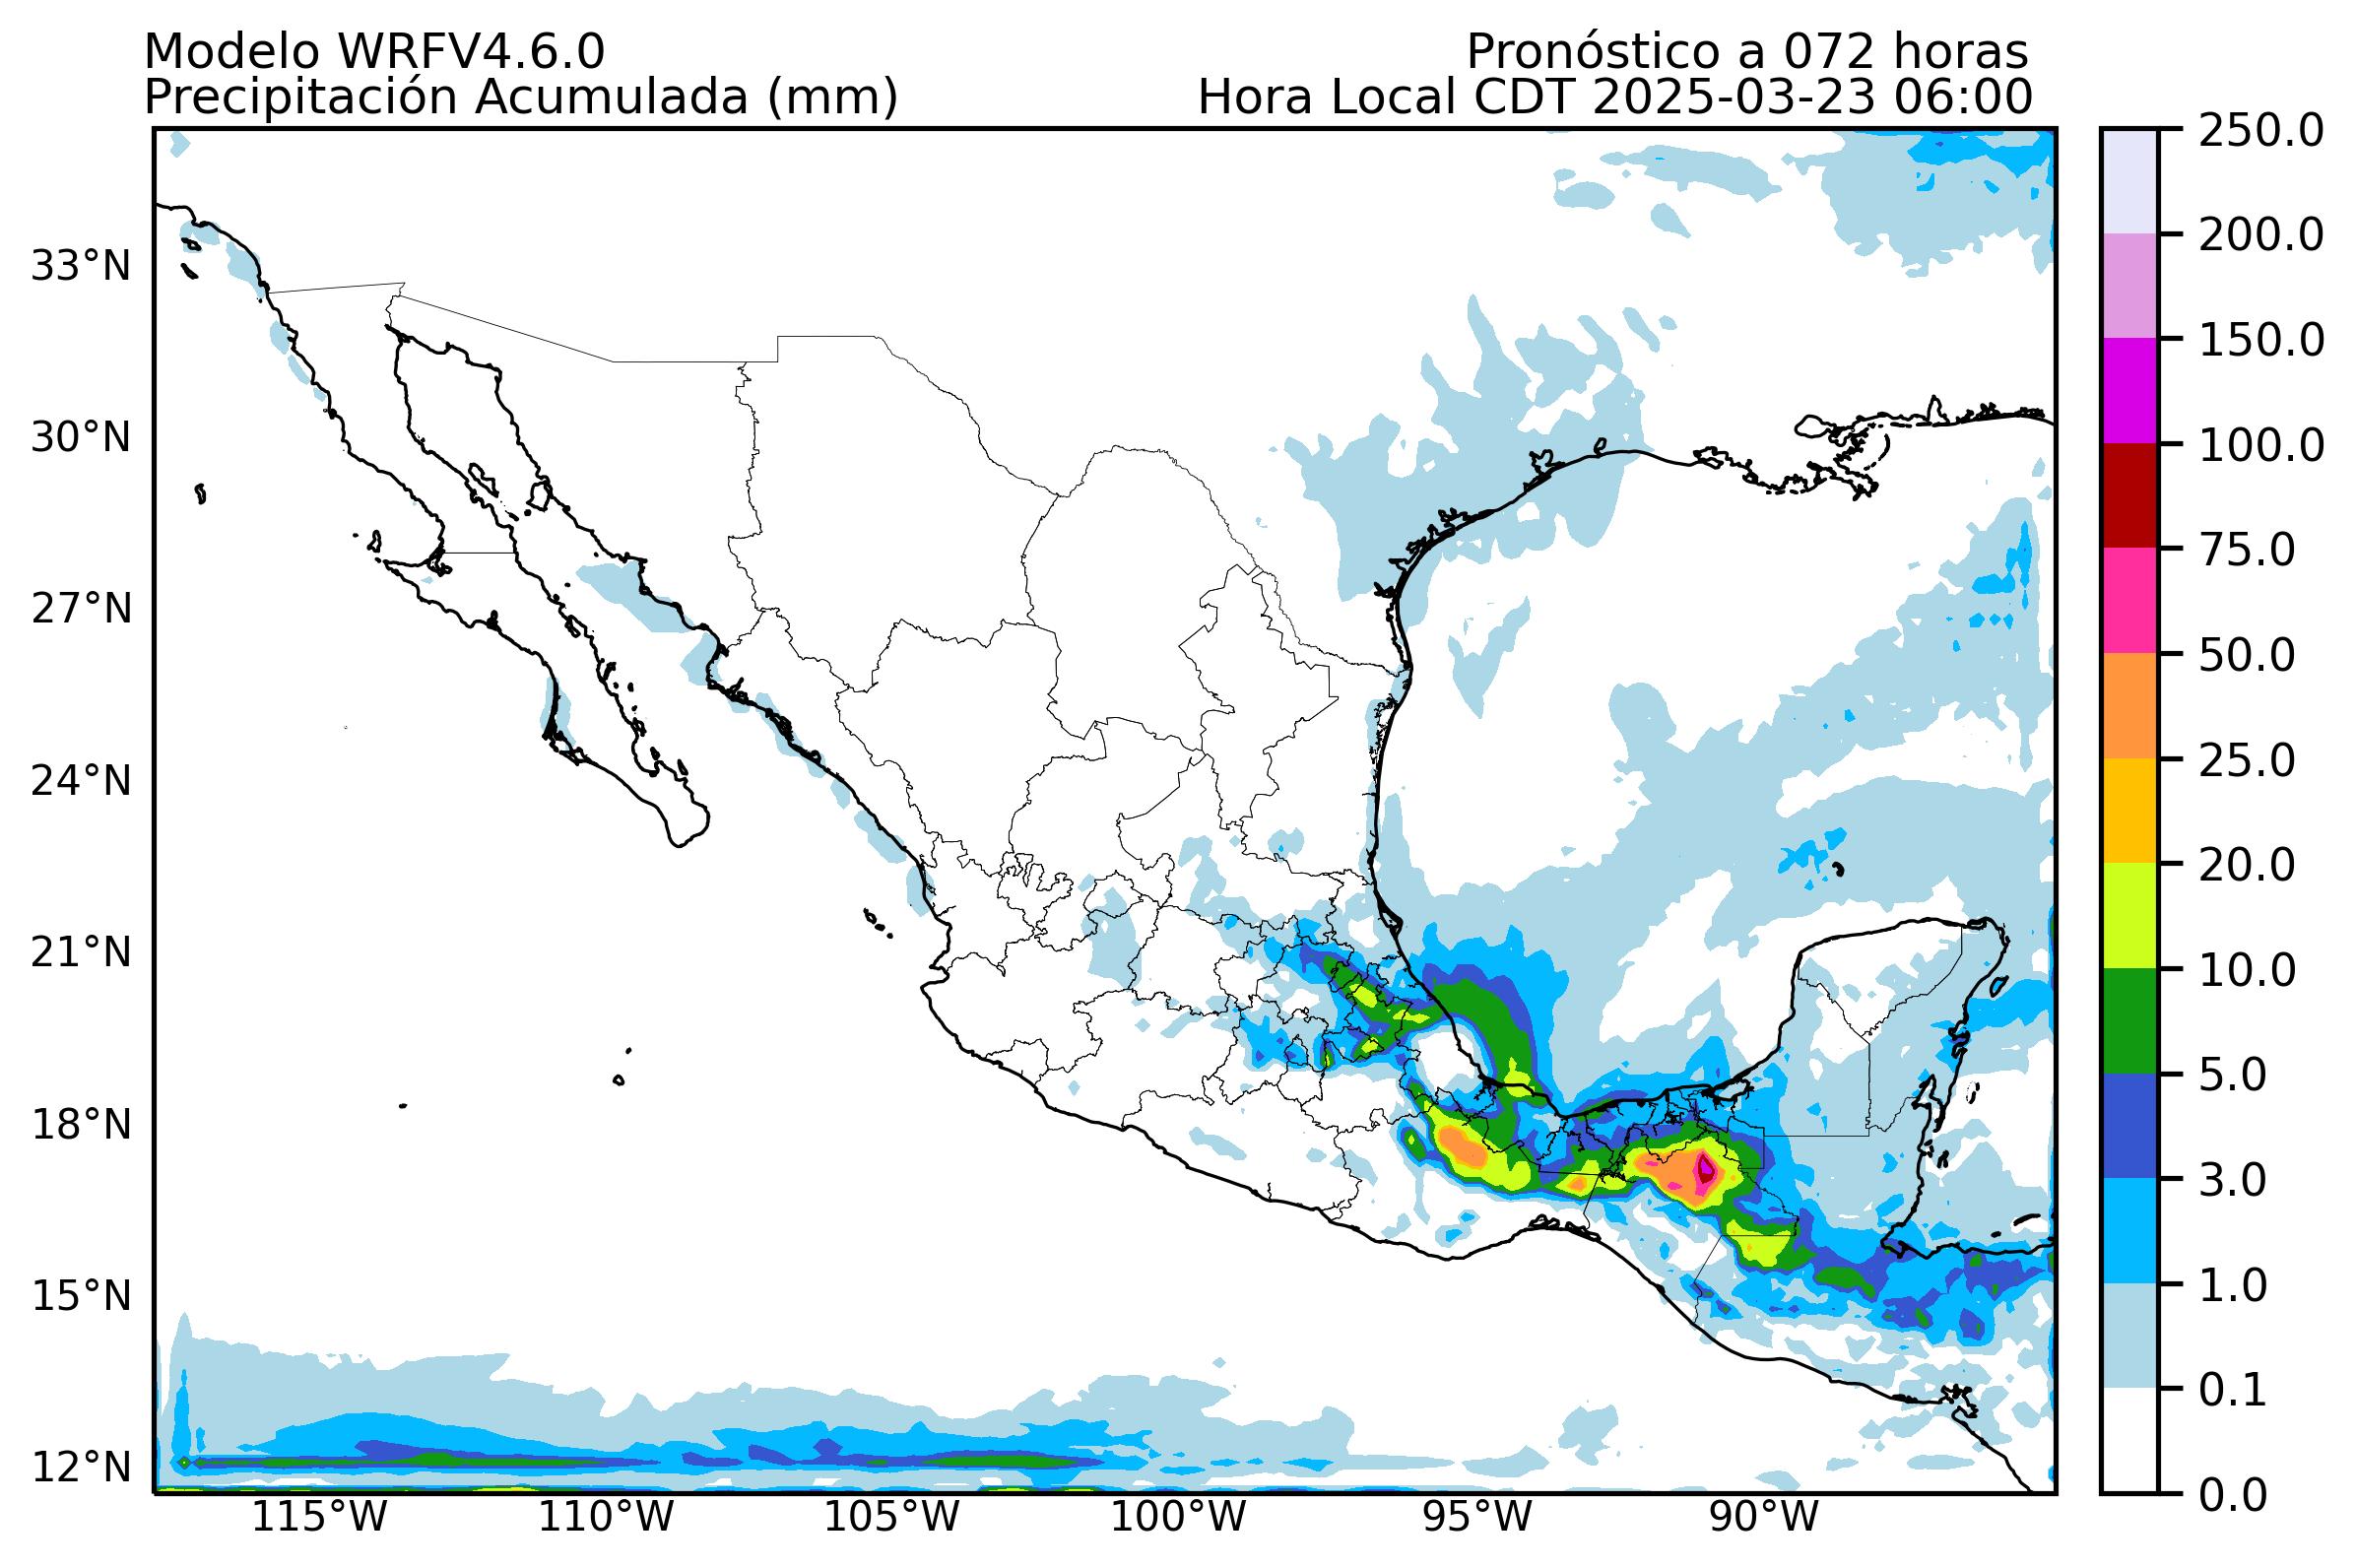 Modelo WRFV4.6.0
Pronóstico a 072 horas
Precipitación Acumulada (mm)
Hora Local CDT 2025-03-23 06:00
33°N
30°N
27°N
24°N
21°N
18°N
15°N
12°N
115°W
110°W
105°W
100°W
95°W
90°W
250.0
200.0
150.0
100.0
75.0
50.0
25.0
20.0
10.0
5.0
3.0
1.0
0.1
0.0